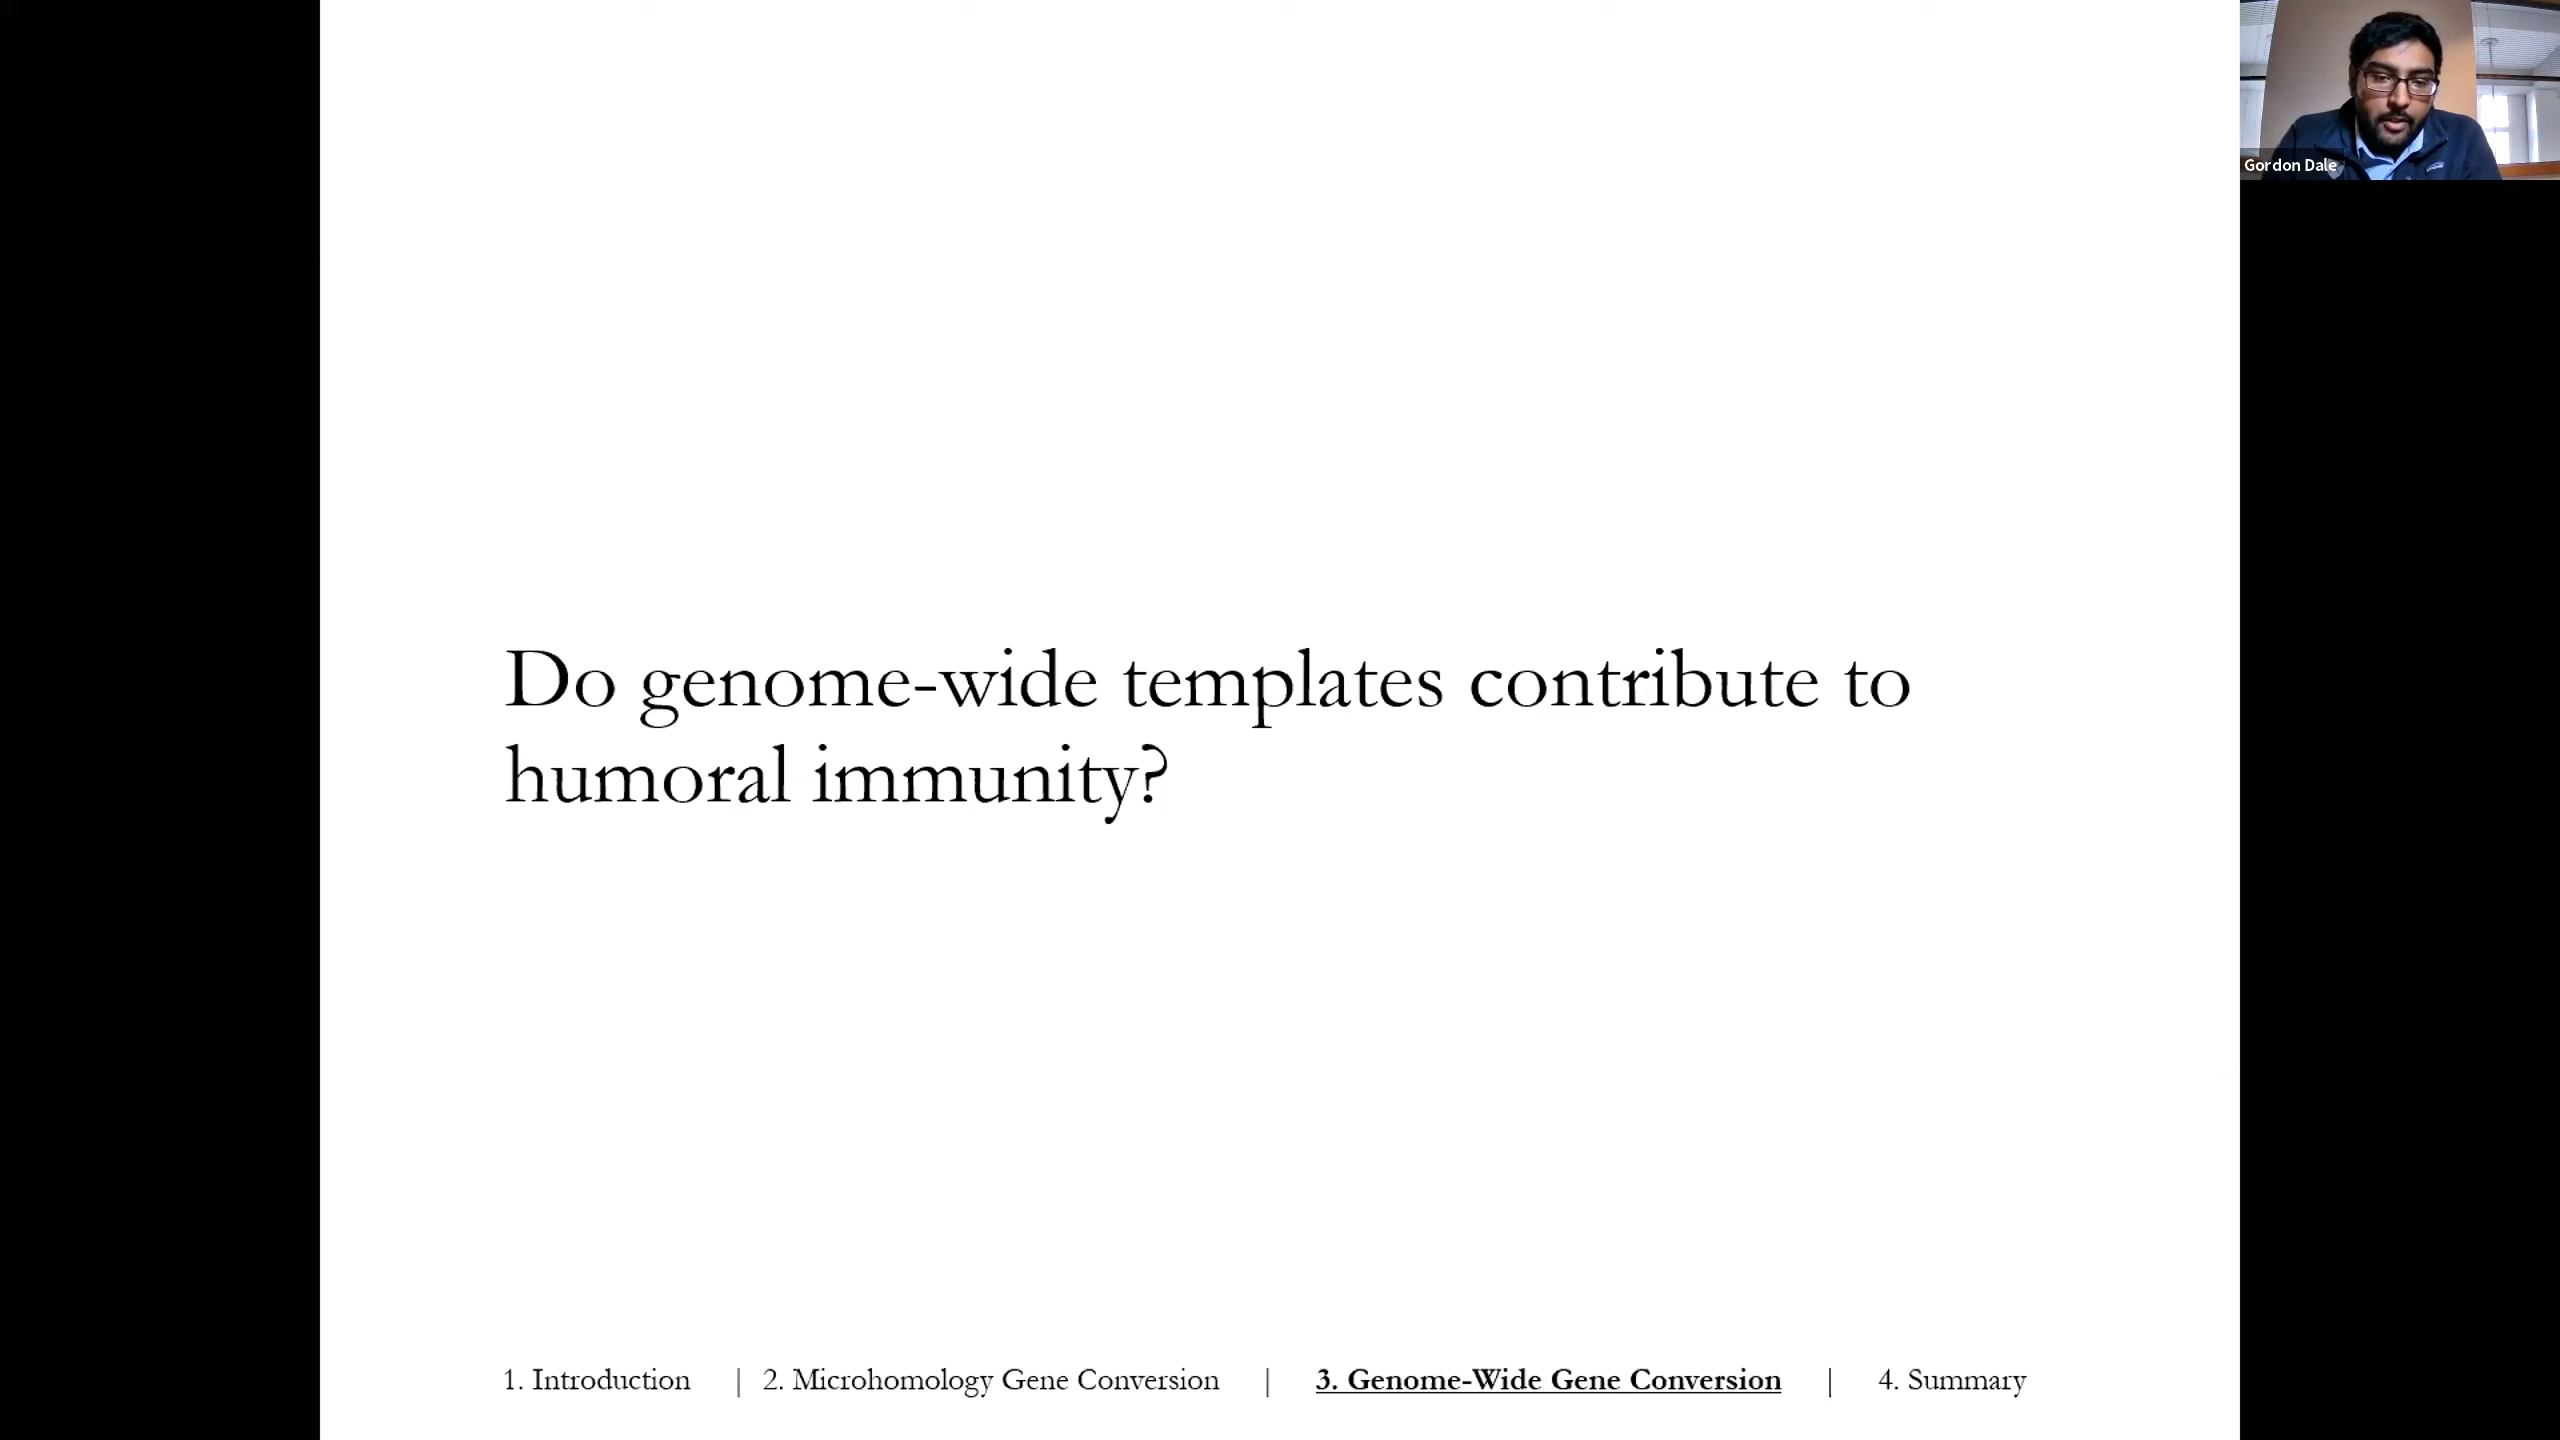 Gordon Dale
Do genome-wide templates contribute to
humoral immunity?
1. Introduction | 2. Microhomology Gene Conversion | 3. Genome-Wide Gene Conversion | 4. Summary